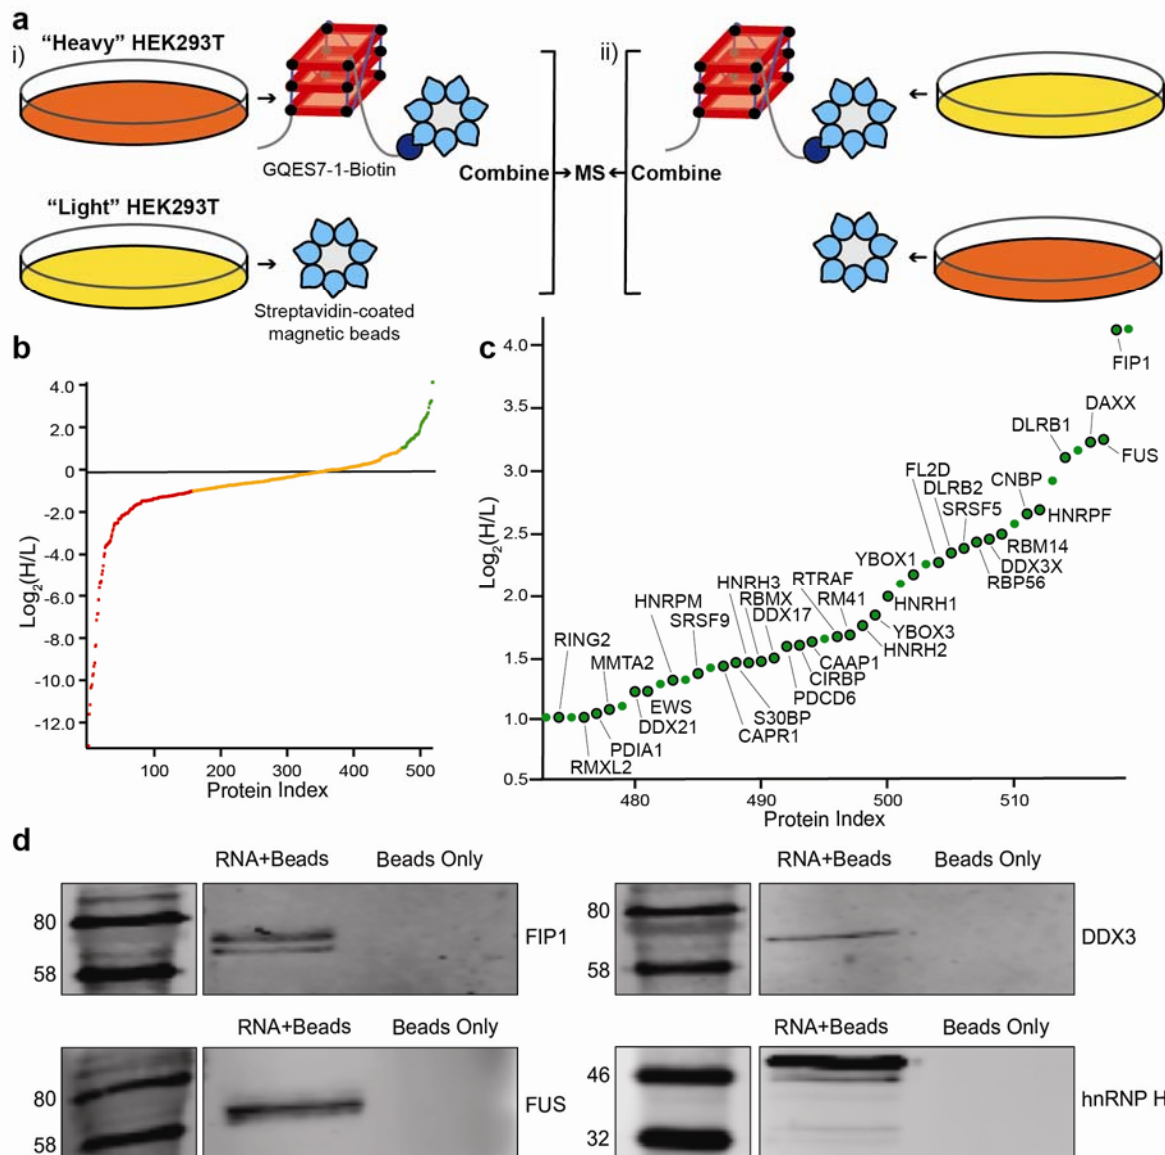 a
i)
"Heavy" HEK293T
GQES7-1-Biotin
"Light" HEK293T
Streptavidin-coated
magnetic beads
Combine
MS
Combine
ii)
b
Log2(H/L)
4.0
2.0
0
-2.0
-4.0
-6.0
-8.0
-10.0
-12.0
100
200
300
400
500
Protein Index
c
Log2(H/L)
4.0
3.5
3.0
2.5
2.0
1.5
1.0
0.5
480
490
500
510
Protein Index
RING2
RMXL2
PDIA1
MMTA2
DDX21
EWS
HNRPM
SRSF9
CAPR1
S30BP
HNRH3
RBMX
DDX17
PDCD6
CIRBP
CAAP1
RTRAF
RM41
HNRH2
YBOX3
HNRH1
YBOX1
FL2D
DLRB2
SRSF5
RBP56
DDX3X
RBM14
CNBP
HNRPF
DLRB1
DAXX
FUS
FIP1
d
RNA+Beads Beads Only
80
58
FIP1
RNA+Beads Beads Only
80
58
DDX3
RNA+Beads Beads Only
80
58
FUS
RNA+Beads Beads Only
46
32
hnRNP H